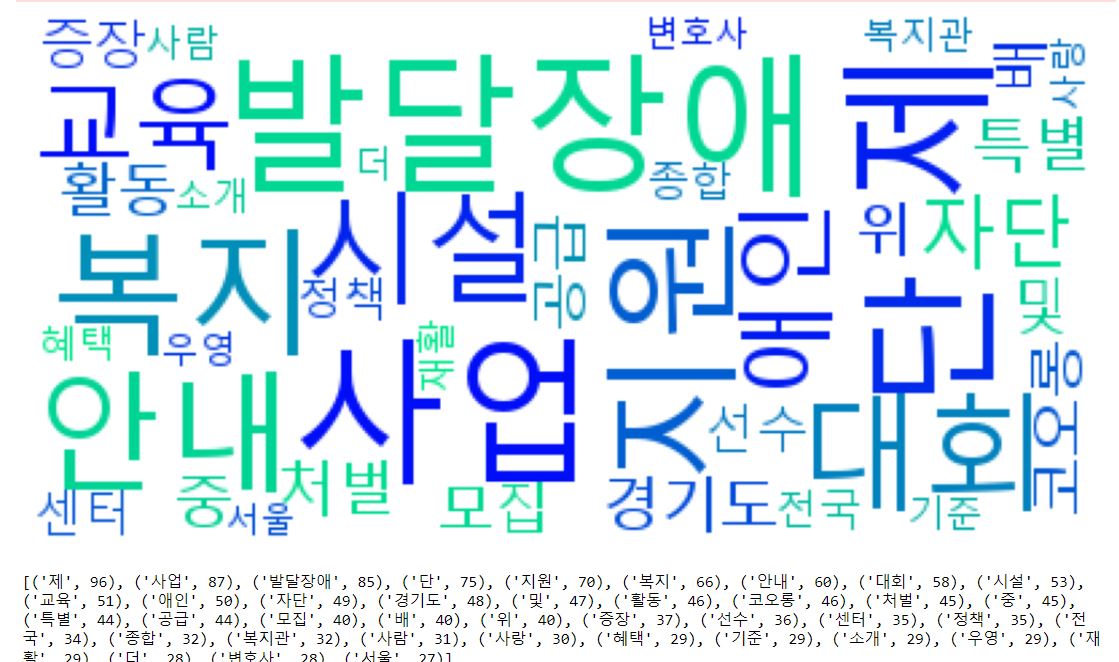 증장
사람
변호사
복지관
배
사랑
교육
발달장애
제
특별
더
활동
소개
종합
복지
시설
공급
지원
애인
위
자단
정책
단
및
혜택
우영
재활
코오롱
안내
사업
선수
대회
센터
중
서울
처벌
모집
경기도
전국
기준
[('제', 96), ('사업', 87), ('발달장애', 85), ('단', 75), ('지원', 70), ('복지', 66), ('안내', 60), ('대회', 58), ('시설', 53),
('교육', 51), ('애인', 50), ('자단', 49), ('경기도', 48), ('및', 47), ('활동', 46), ('코오롱', 46), ('처벌', 45), ('중', 45),
('특별', 44), ('공급', 44), ('모집', 40), ('배', 40), ('위', 40), ('증장', 37), ('선수', 36), ('센터', 35), ('정책', 35), ('전
국', 34), ('종합', 32), ('복지관', 32), ('사람', 31), ('사랑', 30), ('혜택', 29), ('기준', 29), ('소개', 29), ('우영', 29), ('재
활', 29), ('더', 28), ('변호사', 28), ('서울', 27)]